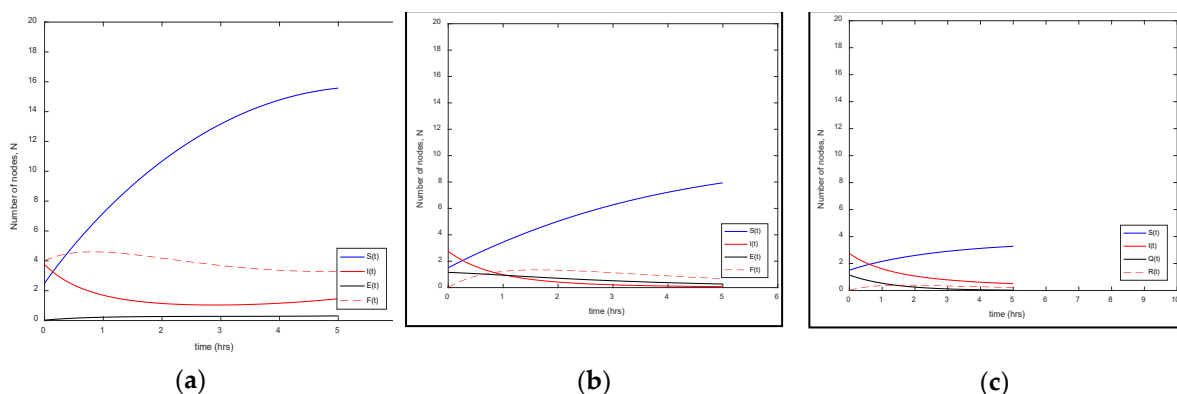 20
18
16
14
12
10
8
6
4
2
0
Number of nodes, N
S(t)
I(t)
E(t)
F(t)
0 1 2 3 4 5
time (hrs)
(a)
20
18
16
14
12
10
8
6
4
2
0
Number of nodes, N
S(t)
I(t)
E(t)
F(t)
0 1 2 3 4 5 6
time (hrs)
(b)
20
18
16
14
12
10
8
6
4
2
0
Number of nodes, N
S(t)
I(t)
Q(t)
R(t)
0 1 2 3 4 5 6 7 8 9 10
time (hrs)
(c)